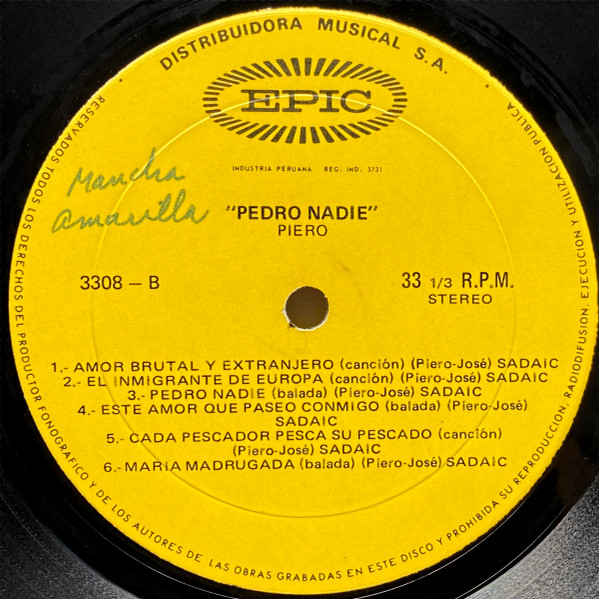 DISTRIBUIDORA MUSICAL S.A.
EPIC
INDUSTRIA PERUANA REG. IND. 3731
Mancha
amarilla
"PEDRO NADIE"
PIERO
3308 - B
33 1/3 R.P.M.
STEREO
1.- AMOR BRUTAL Y EXTRANJERO (canción) (Piero-José) SADAIC
2.- EL INMIGRANTE DE EUROPA (canción) (Piero-José) SADAIC
3.- PEDRO NADIE (balada) (Piero-José) SADAIC
4.- ESTE AMOR QUE PASEO CONMIGO (balada) (Piero-José)
SADAIC
5.- CADA PESCADOR PESCA SU PESCADO (canción)
(Piero-José) SADAIC
6.- MARIA MADRUGADA (balada) (Piero-José) SADAIC
RESERVADOS TODOS LOS DERECHOS DEL PRODUCTOR FONOGRAFICO Y DE LOS AUTORES DE LAS OBRAS GRABADAS EN ESTE DISCO Y PROHIBIDA SU REPRODUCCION, RADIODIFUSION, EJECUCION Y UTILIZACION PUBLICA